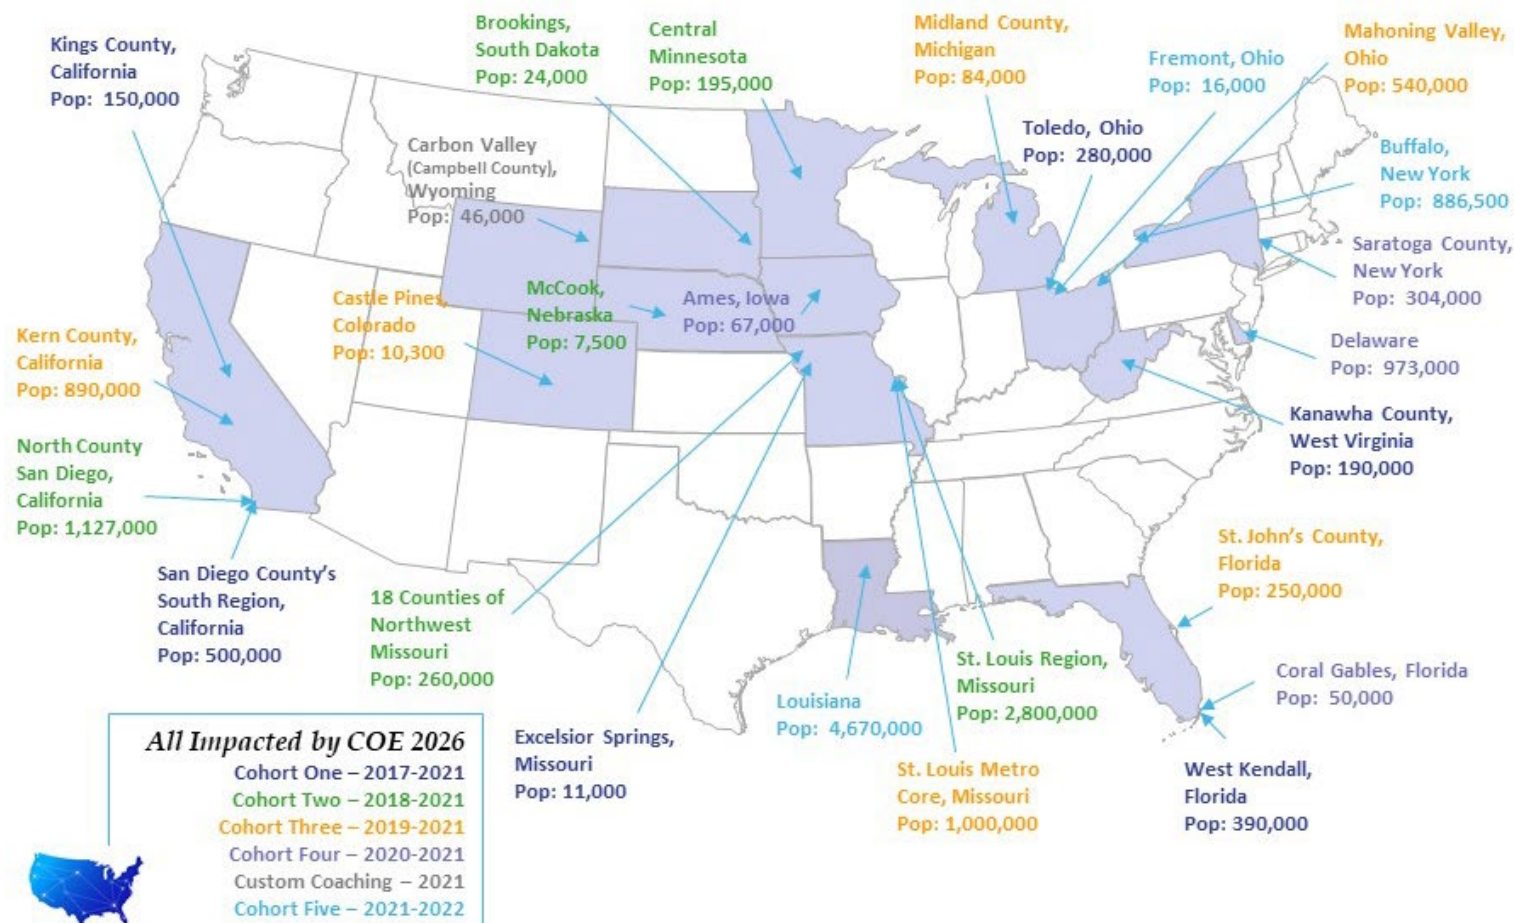 Kings County,
California
Pop: 150,000
Brookings,
South Dakota
Pop: 24,000
Central
Minnesota
Pop: 195,000
Midland County,
Michigan
Pop: 84,000
Fremont, Ohio
Pop: 16,000
Mahoning Valley,
Ohio
Pop: 540,000
Toledo, Ohio
Pop: 280,000
Buffalo,
New York
Pop: 886,500
Carbon Valley
(Campbell County),
Wyoming
Pop: 46,000
Saratoga County,
New York
Pop: 304,000
Castle Pines,
Colorado
Pop: 10,300
McCook,
Nebraska
Pop: 7,500
Ames, Iowa
Pop: 67,000
Kern County,
California
Pop: 890,000
Delaware
Pop: 973,000
Kanawha County,
West Virginia
Pop: 190,000
North County
San Diego,
California
Pop: 1,127,000
San Diego County's
South Region,
California
Pop: 500,000
18 Counties of
Northwest
Missouri
Pop: 260,000
St. John's County,
Florida
Pop: 250,000
Excelsior Springs,
Missouri
Pop: 11,000
Louisiana
Pop: 4,670,000
St. Louis Region,
Missouri
Pop: 2,800,000
Coral Gables, Florida
Pop: 50,000
St. Louis Metro
Core, Missouri
Pop: 1,000,000
West Kendall,
Florida
Pop: 390,000
All Impacted by COE 2026
Cohort One – 2017-2021
Cohort Two – 2018-2021
Cohort Three – 2019-2021
Cohort Four – 2020-2021
Custom Coaching – 2021
Cohort Five – 2021-2022